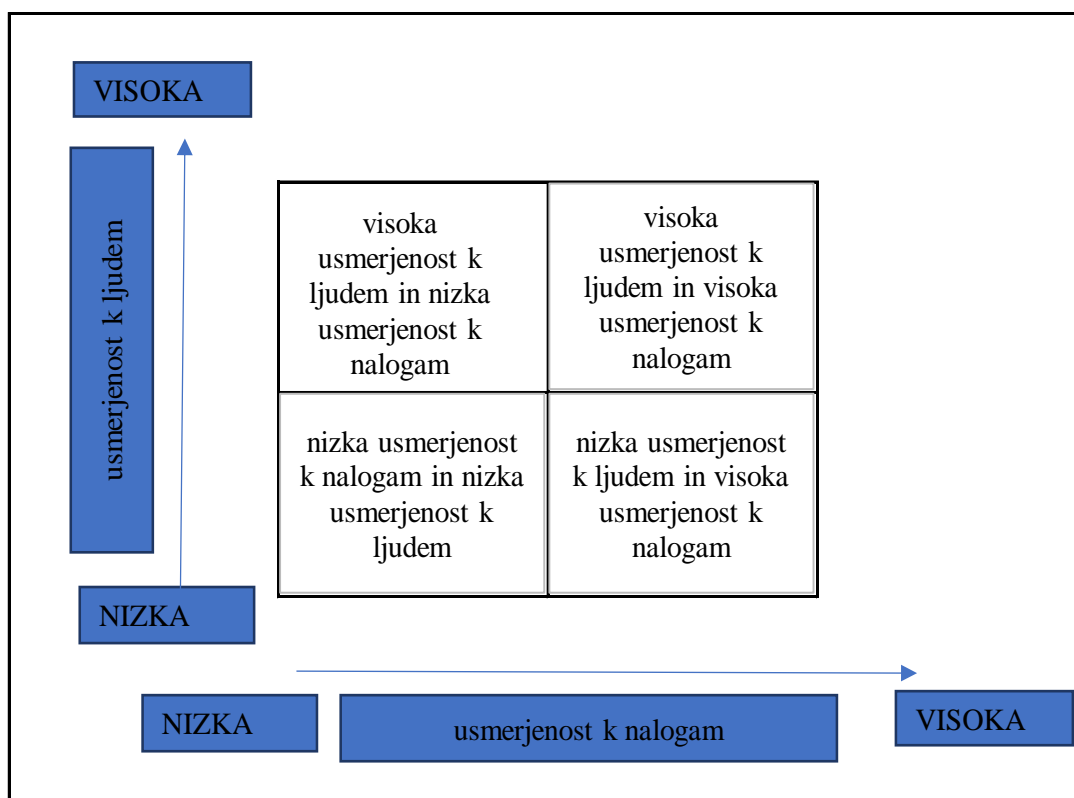 VISOKA
usmerjenost k ljudem
visoka
usmerjenost k
ljudem in nizka
usmerjenost k
nalogam
visoka
usmerjenost k
ljudem in visoka
usmerjenost k
nalogam
nizka usmerjenost
k nalogam in nizka
usmerjenost k
ljudem
nizka usmerjenost
k ljudem in visoka
usmerjenost k
nalogam
NIZKA
NIZKA
usmerjenost k nalogam
VISOKA